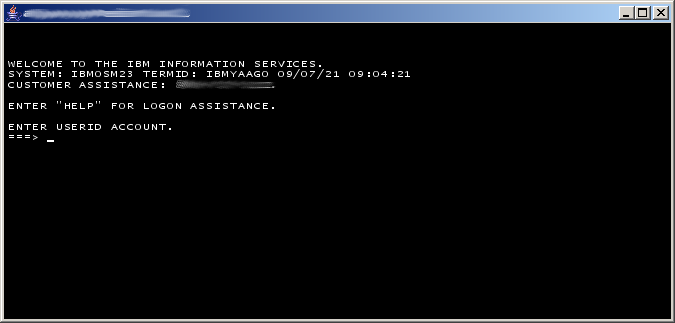 WELCOME TO THE IBM INFORMATION SERVICES.
SYSTEM: IBMOSM23 TERMID: IBMYAAGO 09/07/21 09:04:21
CUSTOMER ASSISTANCE:
ENTER "HELP" FOR LOGON ASSISTANCE.
ENTER USERID ACCOUNT.
===> _